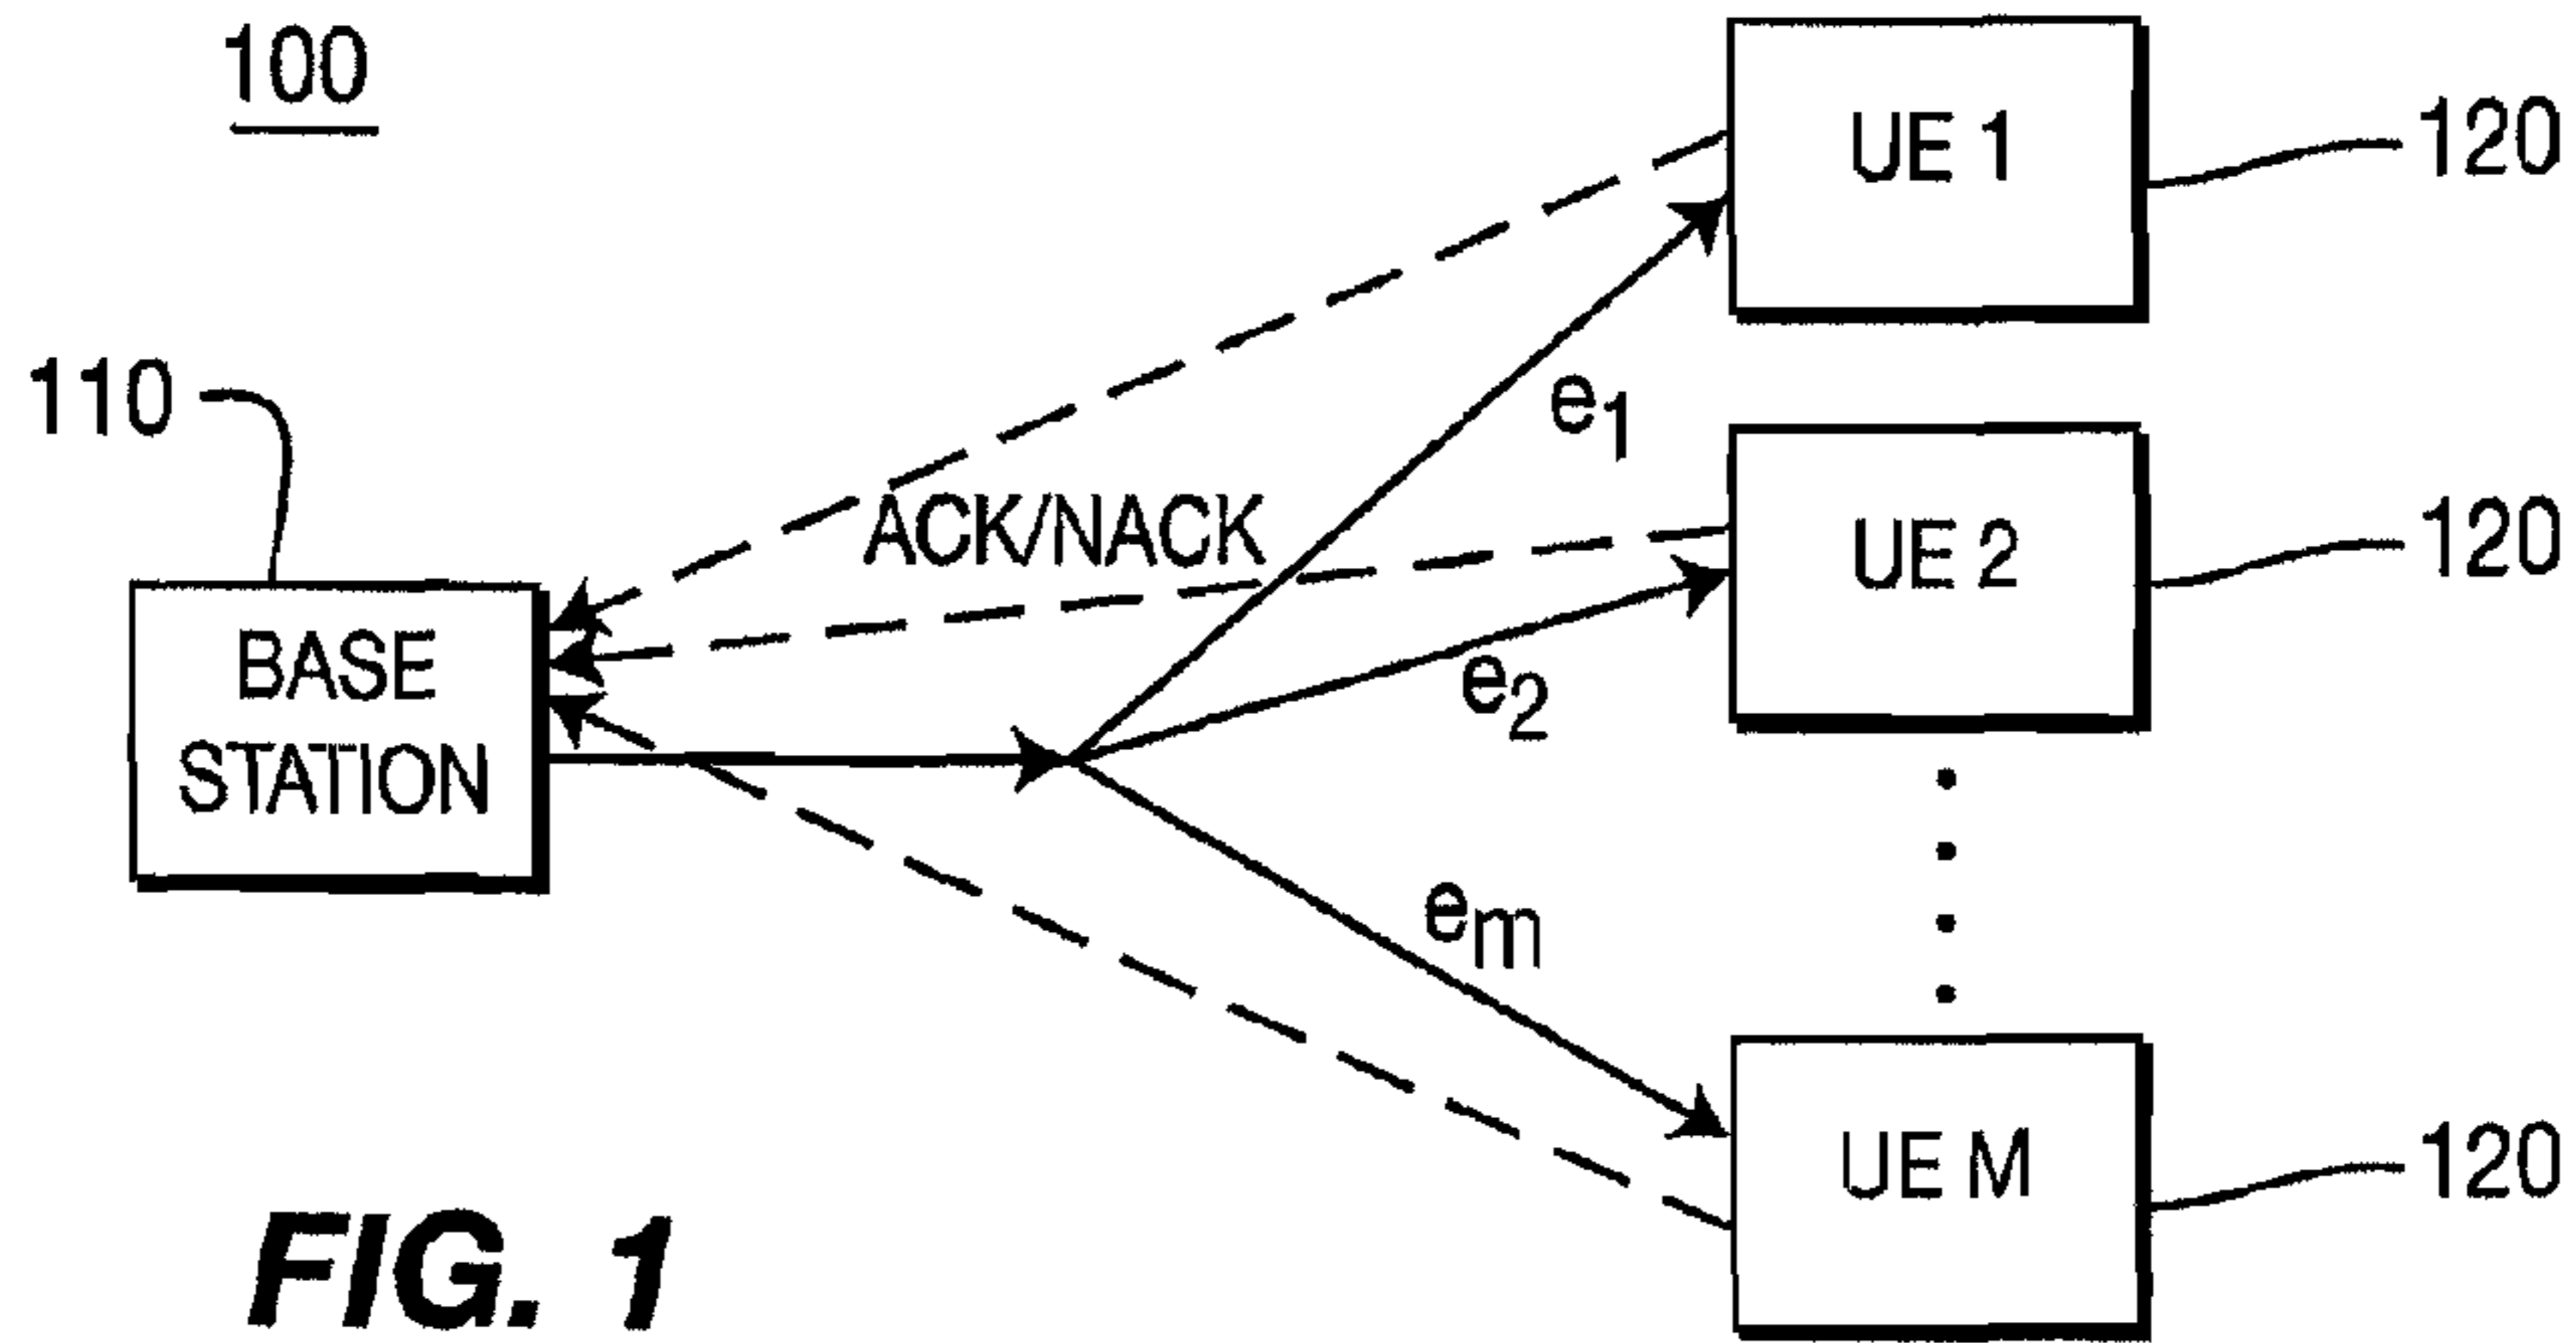 100
UE 1
120
110
e1
ACK/NACK
UE 2
120
BASE
STATION
e2
em
UE M
120
FIG. 1